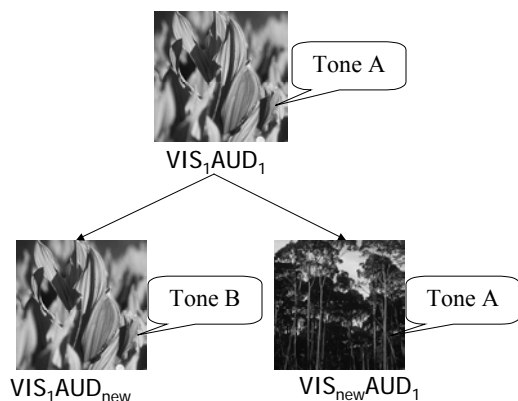 Tone A
VIS₁AUD₁
Tone B
Tone A
VIS₁AUDₙₑw
VISₙₑwAUD₁